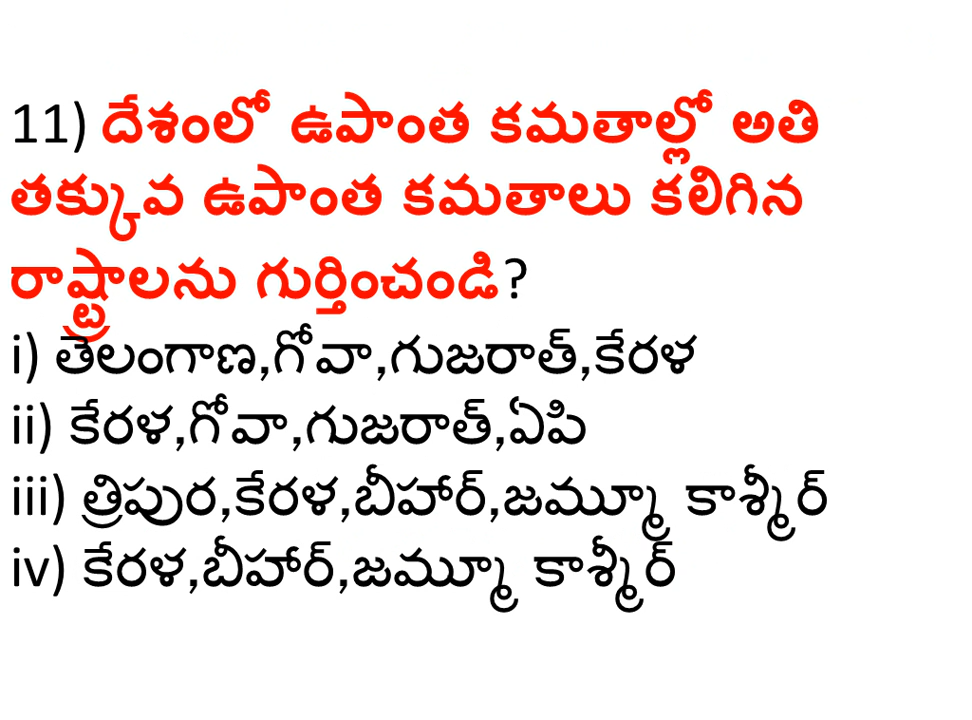 11) దేశంలో ఉపాంత కమతాల్లో అతి
తక్కువ ఉపాంత కమతాలు కలిగిన
రాష్ట్రాలను గుర్తించండి?
i) తెలంగాణ,గోవా,గుజరాత్,కేరళ
ii) కేరళ,గోవా,గుజరాత్,ఏపి
iii) త్రిపుర,కేరళ,బీహార్,జమ్మూ కాశ్మీర్
iv) కేరళ,బీహార్,జమ్మూ కాశ్మీర్